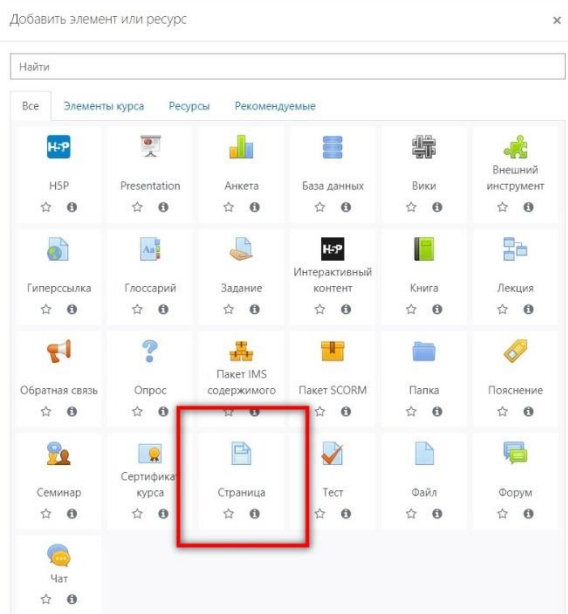 Добавить элемент или ресурс
Найти
Все Элементы курса Ресурсы Рекомендуемые
H5P
H5P
Presentation
Анкета
База данных
Вики
Внешний
инструмент
Гиперссылка
Aa
Глоссарий
Задание
H5P
Интерактивный
контент
Книга
Лекция
Обратная связь
?
Опрос
Пакет IMS
содержимого
Пакет SCORM
Папка
Пояснение
Семинар
Сертификат
курса
Страница
Тест
Файл
Форум
Чат